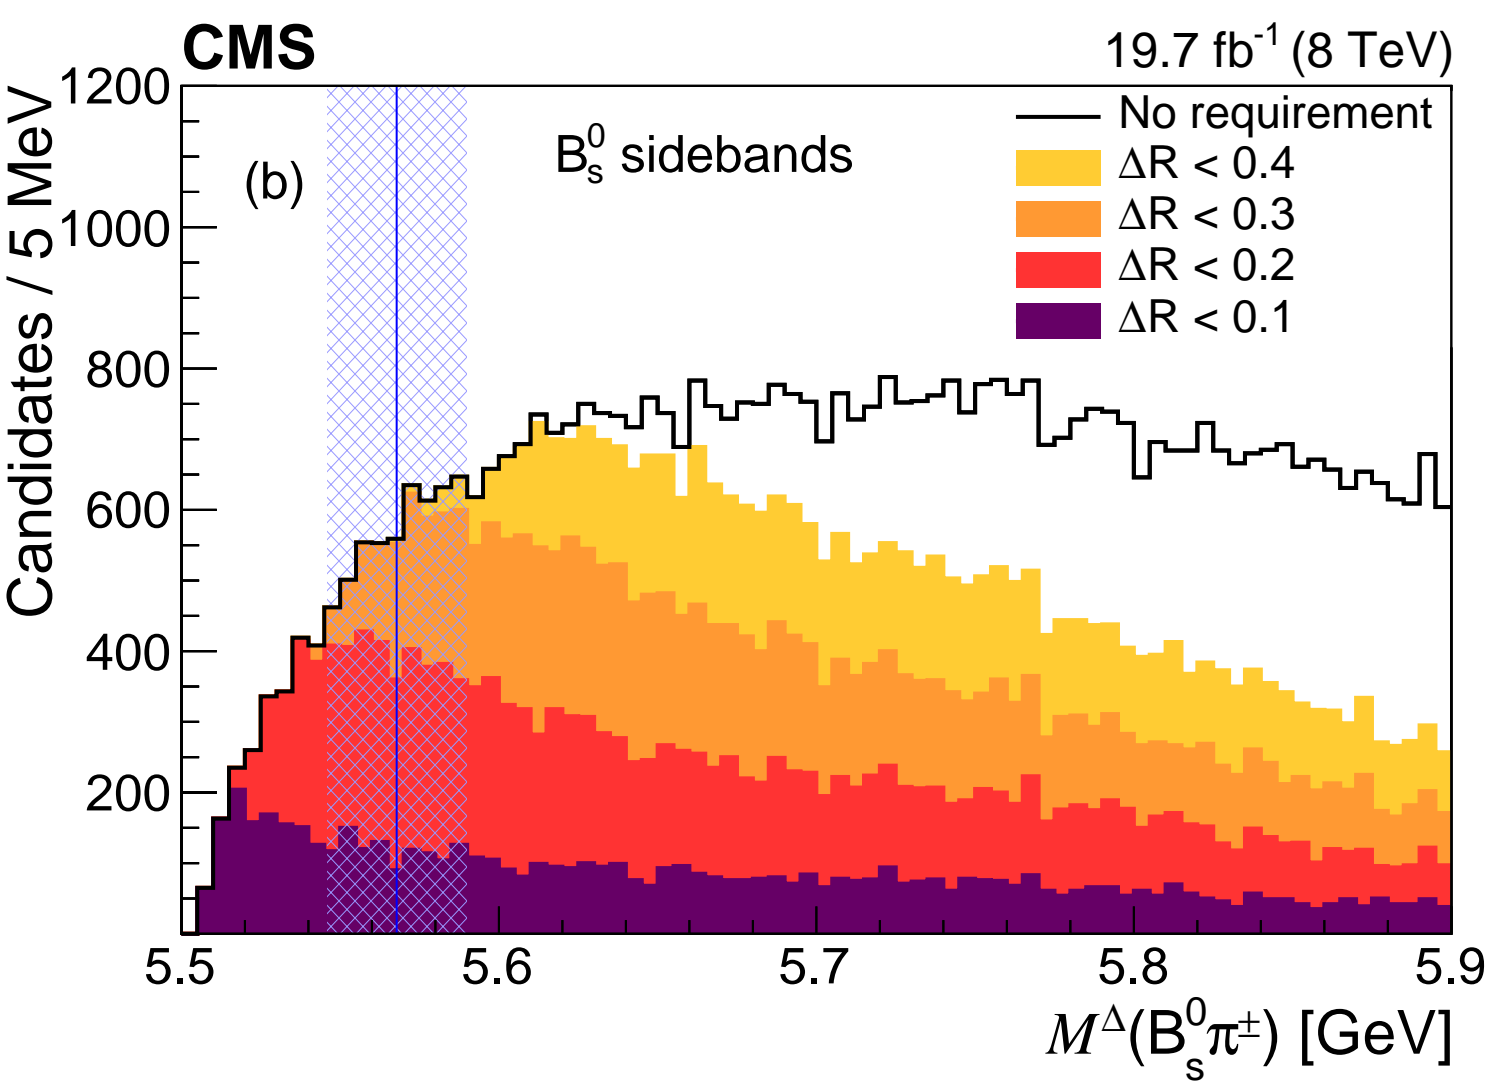 CMS 19.7 fb⁻¹ (8 TeV)
Candidates / 5 MeV
1200
1000
800
600
400
200
(b)
B⁰ₛ sidebands
No requirement
ΔR < 0.4
ΔR < 0.3
ΔR < 0.2
ΔR < 0.1
5.5 5.6 5.7 5.8 5.9
M^Δ(B⁰ₛπ±) [GeV]